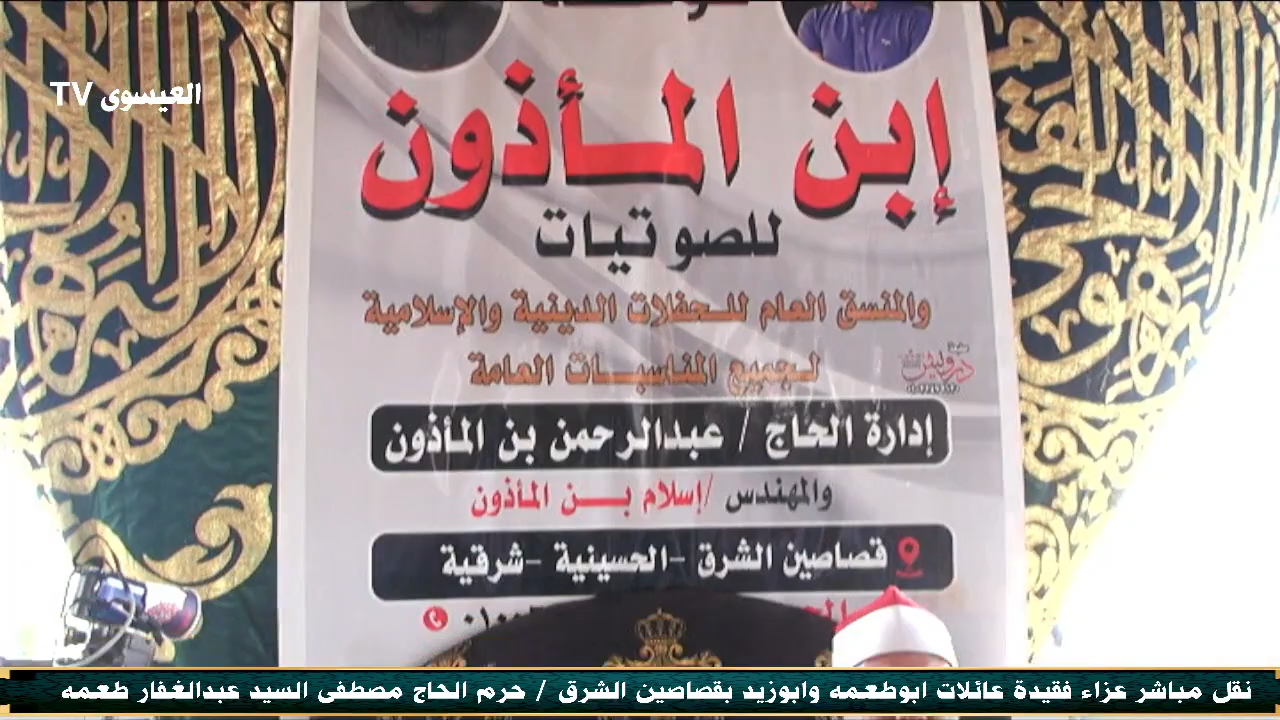 العيسوى TV
إبن المأذون
للصوتيات
والمنسق العام للحفلات الدينية والإسلامية
لجميع المناسبات العامة
درويش
إدارة الحاج / عبدالرحمن بن المأذون
والمهندس /إسلام بن المأذون
قصاصين الشرق -الحسينية -شرقية
نقل مباشر عزاء فقيدة عائلات ابوطعمه وابوزيد بقصاصين الشرق / حرم الحاج مصطفى السيد عبدالغفار طعمه